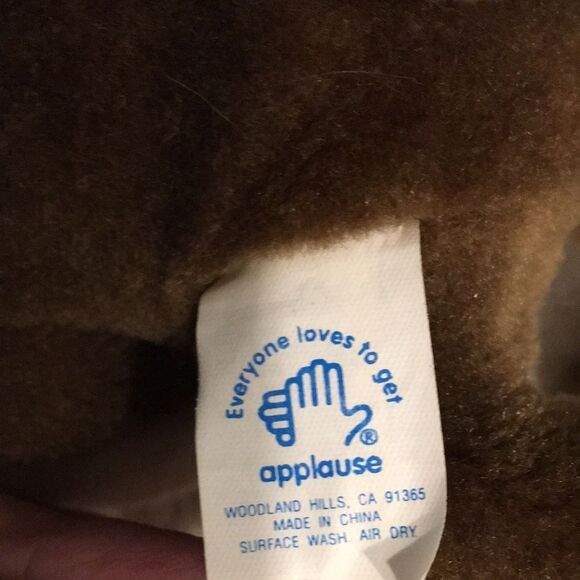 Everyone loves to get
®
applause
WOODLAND HILLS, CA 91365
MADE IN CHINA
SURFACE WASH. AIR DRY